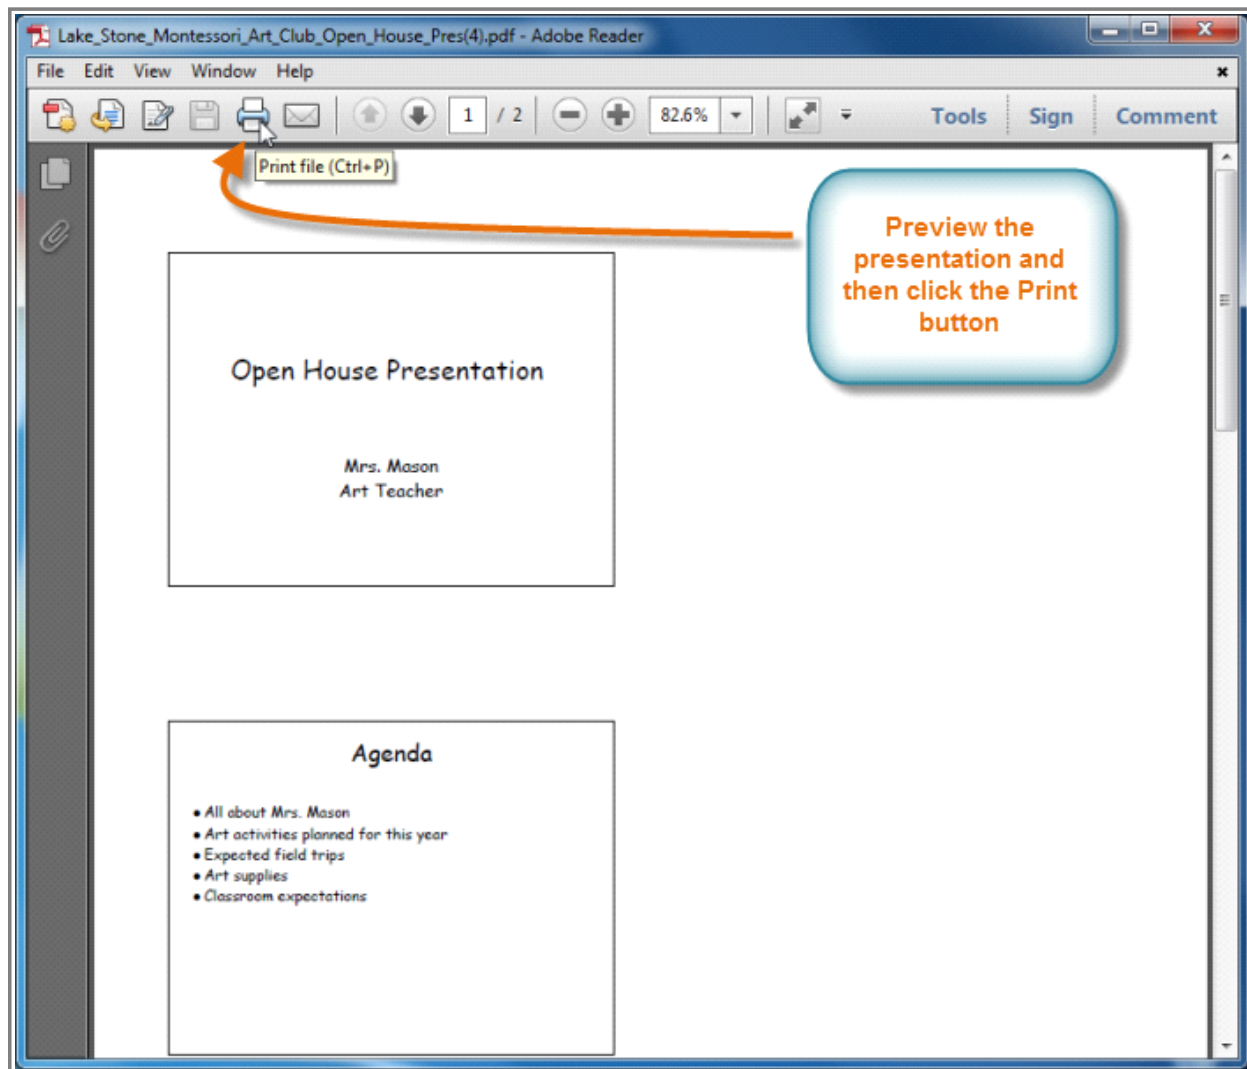 Lake_Stone_Montessori_Art_Club_Open_House_Pres(4).pdf - Adobe Reader
File Edit View Window Help
1 / 2 82.6% Tools Sign Comment
Print file (Ctrl+P)
Preview the
presentation and
then click the Print
button
Open House Presentation
Mrs. Mason
Art Teacher
Agenda
• All about Mrs. Mason
• Art activities planned for this year
• Expected field trips
• Art supplies
• Classroom expectations